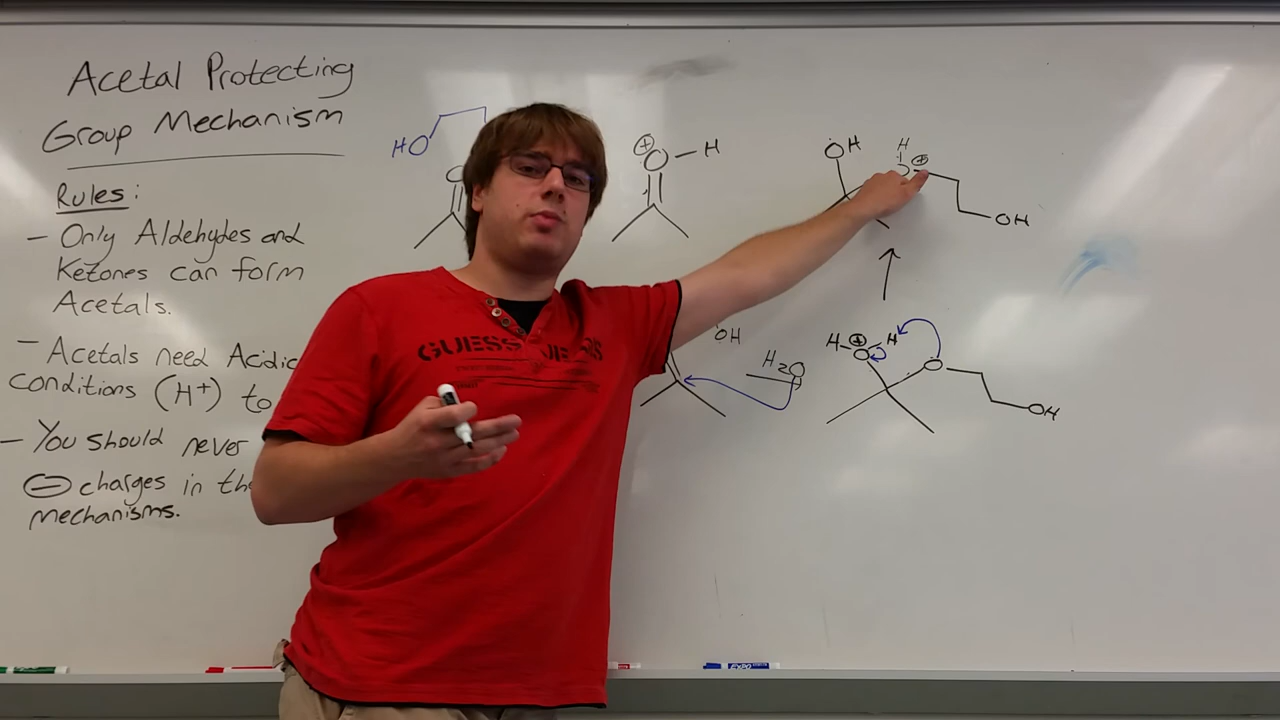 Acetal Protecting
Group Mechanism
Rules:
- Only Aldehydes and
Ketones can form
Acetals.
- Acetals need Acidic
conditions (H⁺) to
- You should never
⊖ charges in the
mechanisms.
HO
O
⊕
O-H
OH
H
⊕
OH
OH
H₂O
H
⊕
H
O
O
OH
GUESS